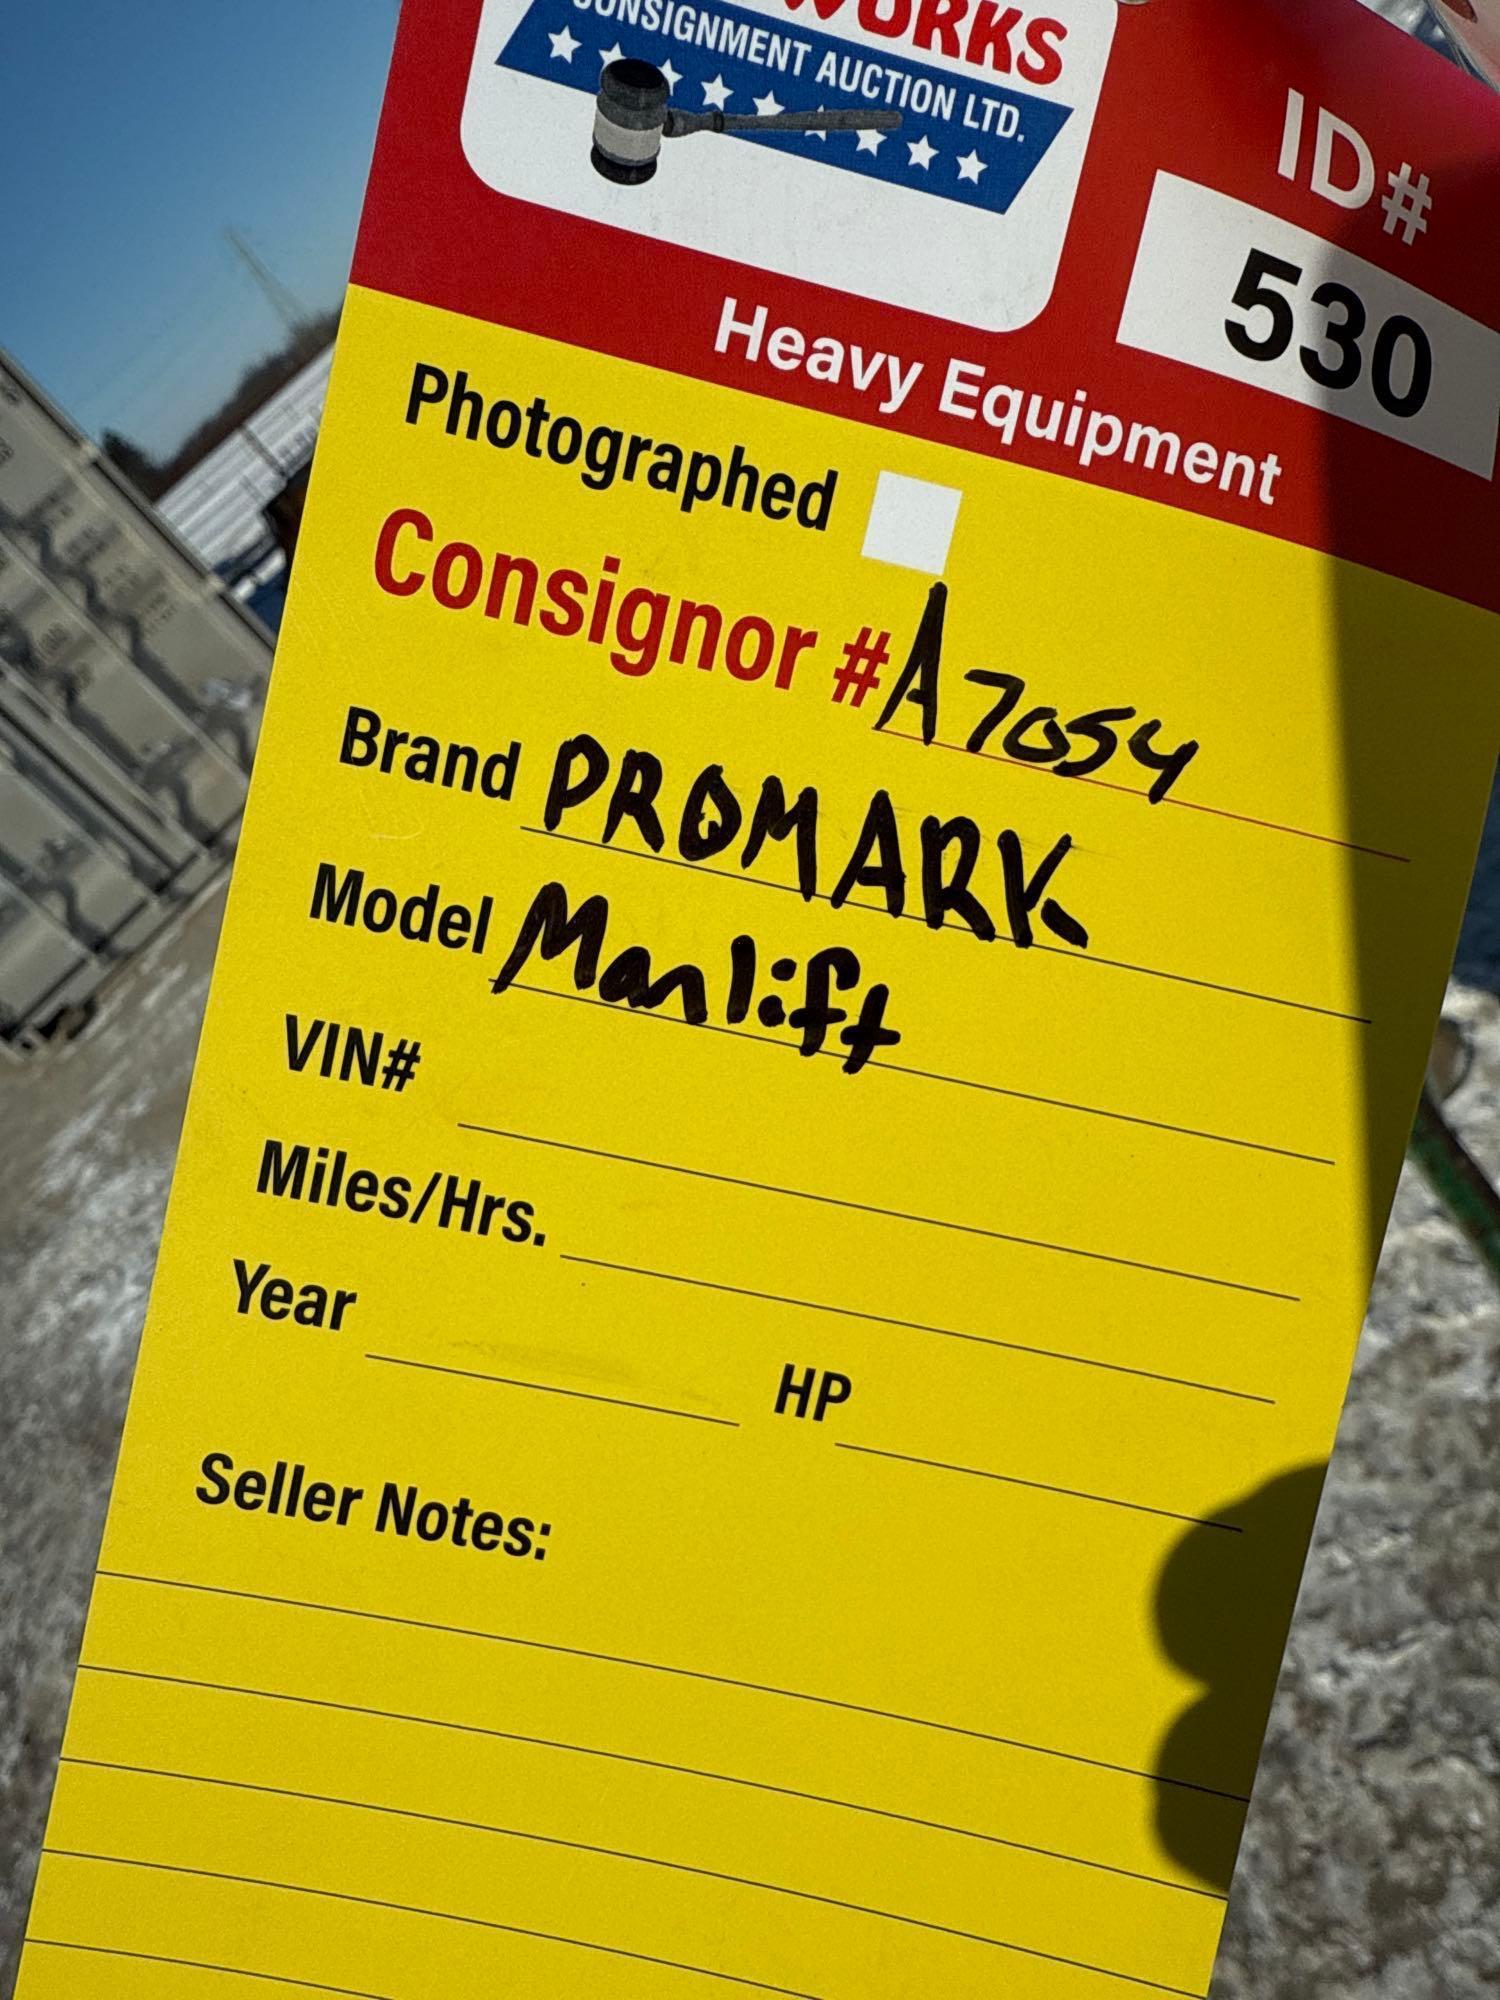 WORKS
CONSIGNMENT AUCTION LTD.
ID#
530
Heavy Equipment
Photographed
Consignor # A7054
Brand PROMARK
Model Manlift
VIN#
Miles/Hrs.
Year
HP
Seller Notes: